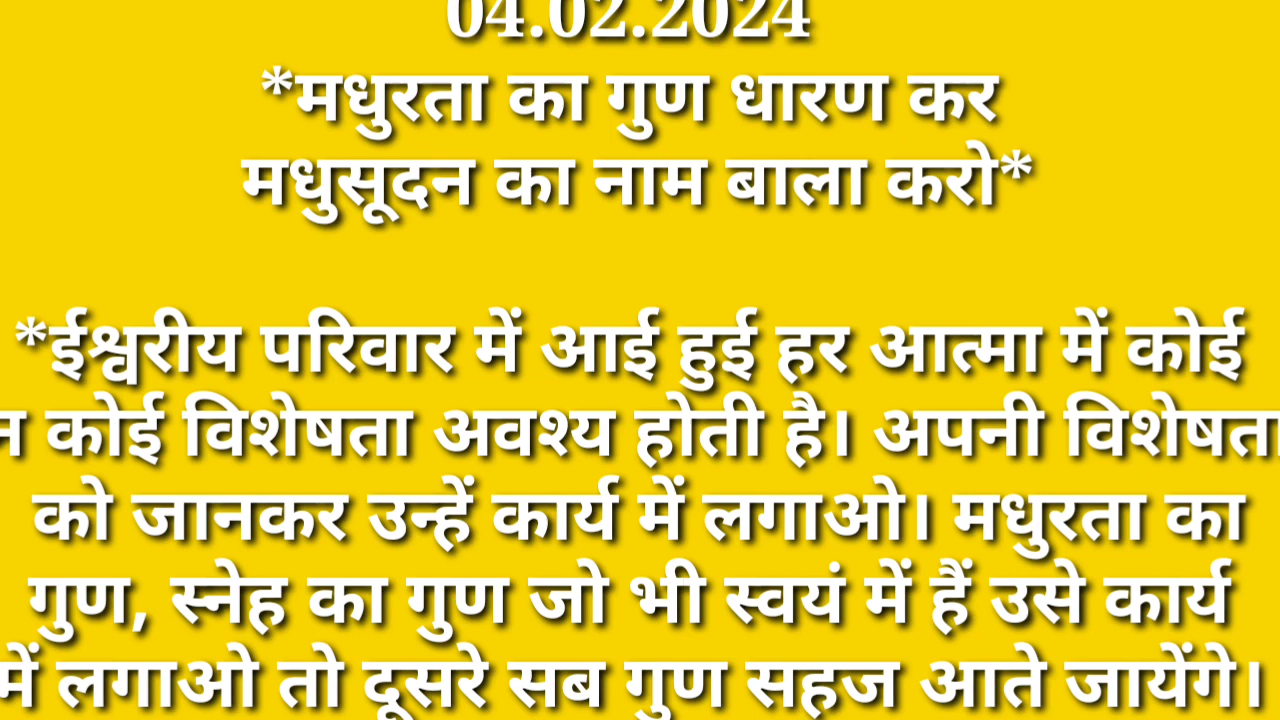 04.02.2024
*मधुरता का गुण धारण कर
मधुसूदन का नाम बाला करो*
*ईश्वरीय परिवार में आई हुई हर आत्मा में कोई
न कोई विशेषता अवश्य होती है। अपनी विशेषता
को जानकर उन्हें कार्य में लगाओ। मधुरता का
गुण, स्नेह का गुण जो भी स्वयं में हैं उसे कार्य
में लगाओ तो दूसरे सब गुण सहज आते जायेंगे।